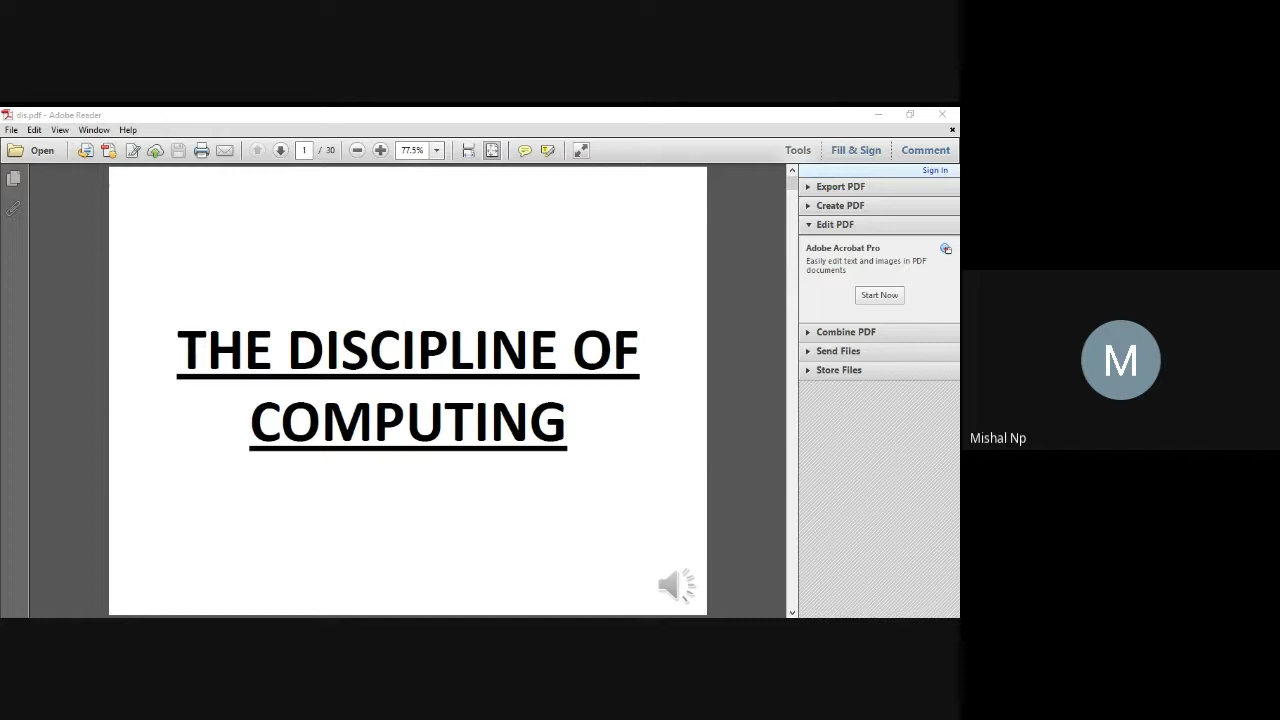 dis.pdf - Adobe Reader
File Edit View Window Help
Open 1 / 30 77.5% Tools Fill & Sign Comment
Sign In
Export PDF
Create PDF
Edit PDF
Adobe Acrobat Pro
Easily edit text and images in PDF
documents
Start Now
Combine PDF
Send Files
Store Files
THE DISCIPLINE OF
COMPUTING
M
Mishal Np